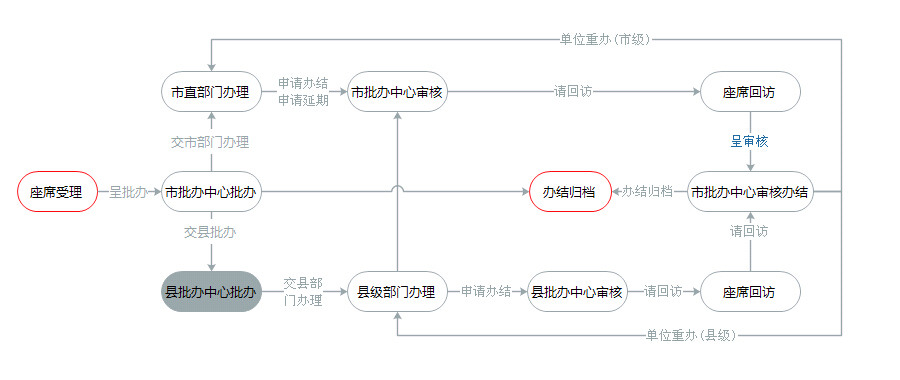 单位重办(市级)
市直部门办理
申请办结
申请延期
市批办中心审核
请回访
座席回访
交市部门办理
呈审核
座席受理
呈批办
市批办中心批办
办结归档
办结归档
市批办中心审核办结
交县批办
请回访
县批办中心批办
交县部
门办理
县级部门办理
申请办结
县批办中心审核
请回访
座席回访
单位重办(县级)